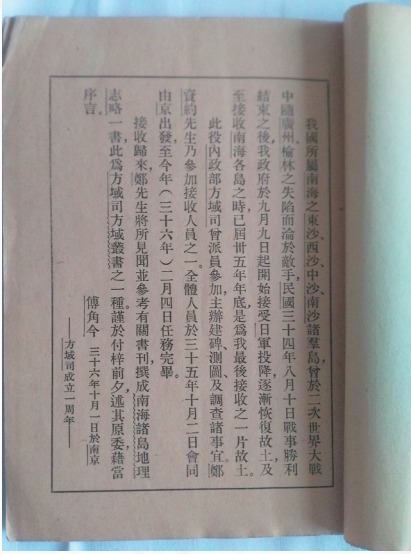 我國所屬南海之東沙、西沙、中沙、南沙諸羣島，曾於二次世界大戰
中隨廣州、榆林之失陷而淪於敵手，民國三十四年八月十日戰事勝利
結束之後，我政府於九月九日起開始接受日軍投降，逐漸恢復故土，及
至接收南海各島之時，已屆卅五年年底，是爲我最後接收之一片故土。
此役內政部方域司曾派員參加，主辦建碑、測圖及調查諸事宜，鄭
資約先生乃參加接收人員之一。全體人員於三十五年十月二日會同
由京出發，至今年（三十六年）二月四日任務完畢。
接收歸來，鄭先生將所見聞並參考有關書刊，撰成南海諸島地理
志略一書，此爲方域司方域叢書之一種，謹於付梓前夕，述其原委，藉當
序言。
傅角今　三十六年十月一日於南京
——方域司成立一周年——